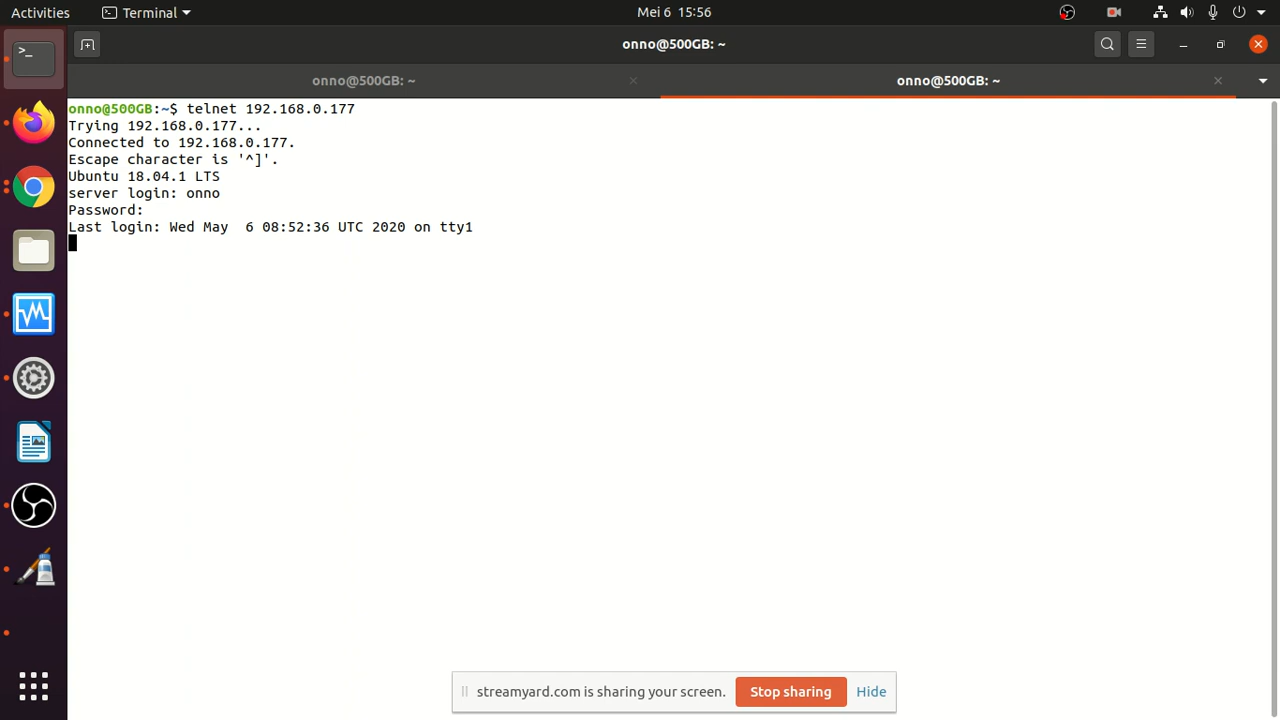 Activities Terminal Mei 6 15:56
onno@500GB: ~
onno@500GB: ~ onno@500GB: ~
onno@500GB:~$ telnet 192.168.0.177
Trying 192.168.0.177...
Connected to 192.168.0.177.
Escape character is '^]'.
Ubuntu 18.04.1 LTS
server login: onno
Password:
Last login: Wed May  6 08:52:36 UTC 2020 on tty1
streamyard.com is sharing your screen. Stop sharing Hide